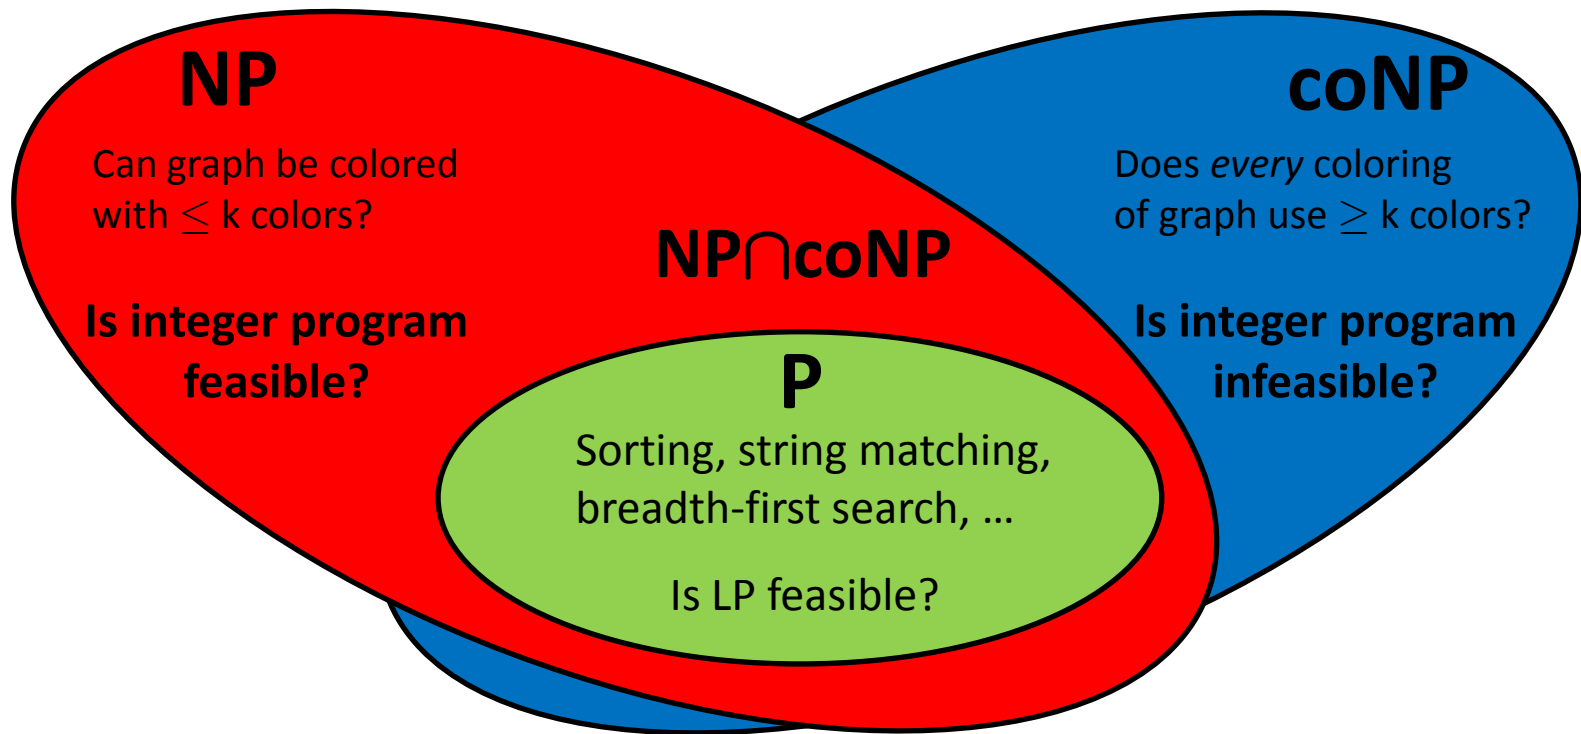 NP
Can graph be colored
with ≤ k colors?
Is integer program
feasible?
NP∩coNP
P
Sorting, string matching,
breadth-first search, ...
Is LP feasible?
coNP
Does every coloring
of graph use ≥ k colors?
Is integer program
infeasible?